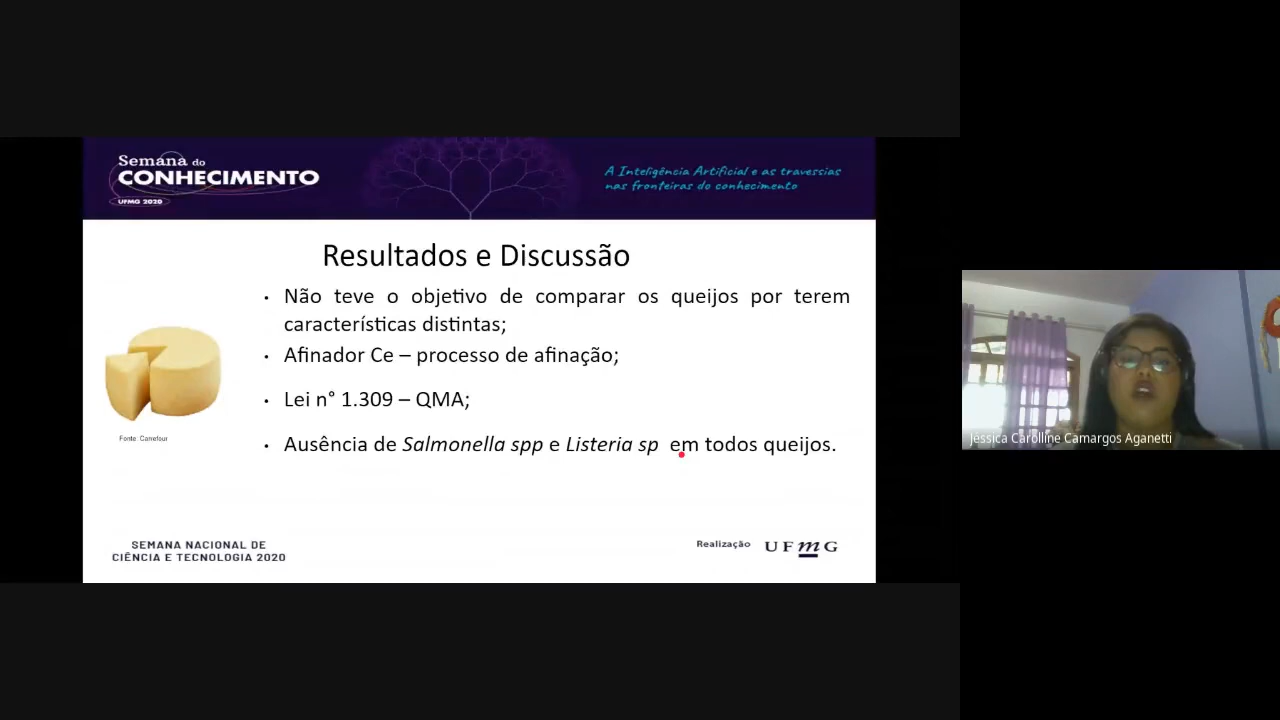 Semana do
CONHECIMENTO
UFMG 2020
A Inteligência Artificial e as travessias
nas fronteiras do conhecimento
Resultados e Discussão
• Não teve o objetivo de comparar os queijos por terem
características distintas;
• Afinador Ce – processo de afinação;
• Lei n° 1.309 – QMA;
• Ausência de Salmonella spp e Listeria sp em todos queijos.
Fonte: Carrefour
SEMANA NACIONAL DE
CIÊNCIA E TECNOLOGIA 2020
Realização UFmG
Jéssica Carolline Camargos Aganetti